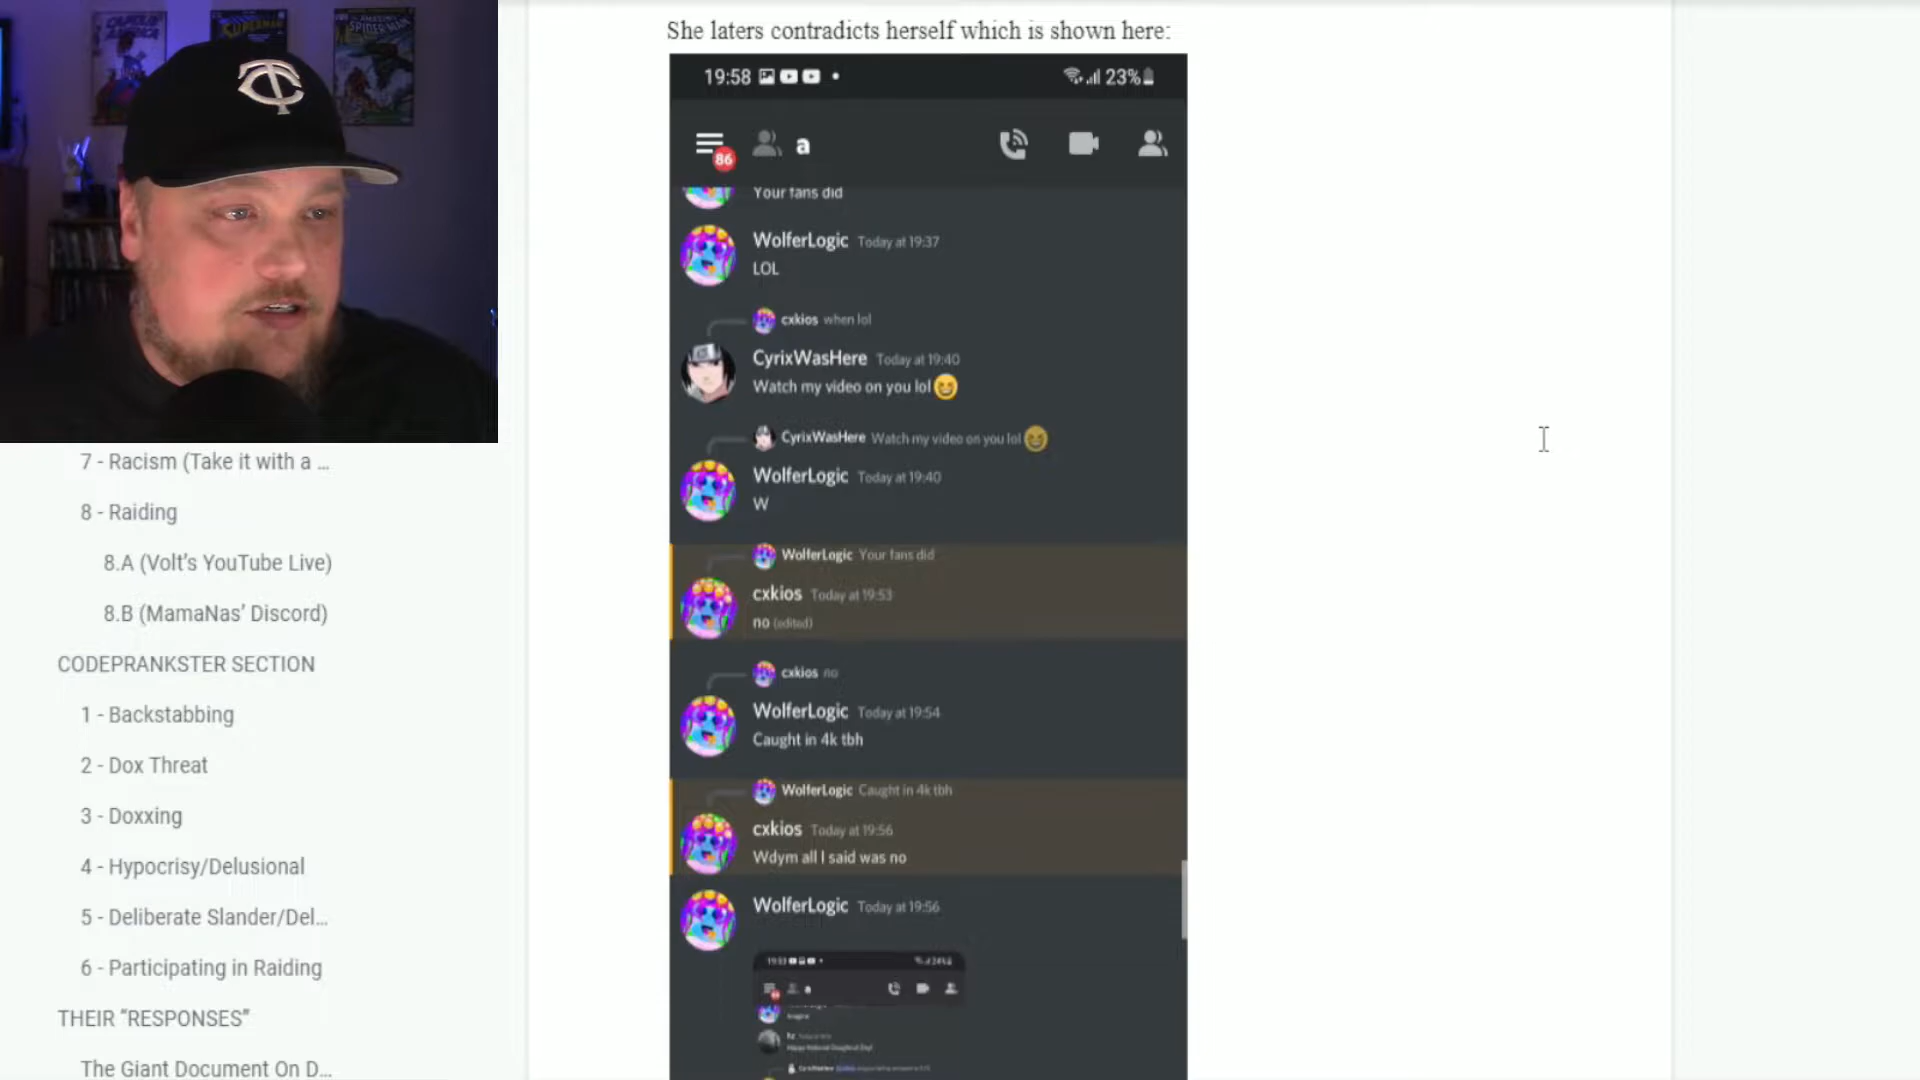 She laters contradicts herself which is shown here:
19:58
23%
86
a
Your fans did
WolferLogic Today at 19:37
LOL
cxkios when lol
CyrixWasHere Today at 19:40
Watch my video on you lol
CyrixWasHere Watch my video on you lol
WolferLogic Today at 19:40
W
WolferLogic Your fans did
cxkios Today at 19:53
no (edited)
cxkios no
WolferLogic Today at 19:54
Caught in 4k tbh
WolferLogic Caught in 4k tbh
cxkios Today at 19:56
Wdym all I said was no
WolferLogic Today at 19:56
a
7 - Racism (Take it with a ...
8 - Raiding
8.A (Volt's YouTube Live)
8.B (MamaNas' Discord)
CODEPRANKSTER SECTION
1 - Backstabbing
2 - Dox Threat
3 - Doxxing
4 - Hypocrisy/Delusional
5 - Deliberate Slander/Del...
6 - Participating in Raiding
THEIR "RESPONSES"
The Giant Document On D...
TC
SPIDER-MAN